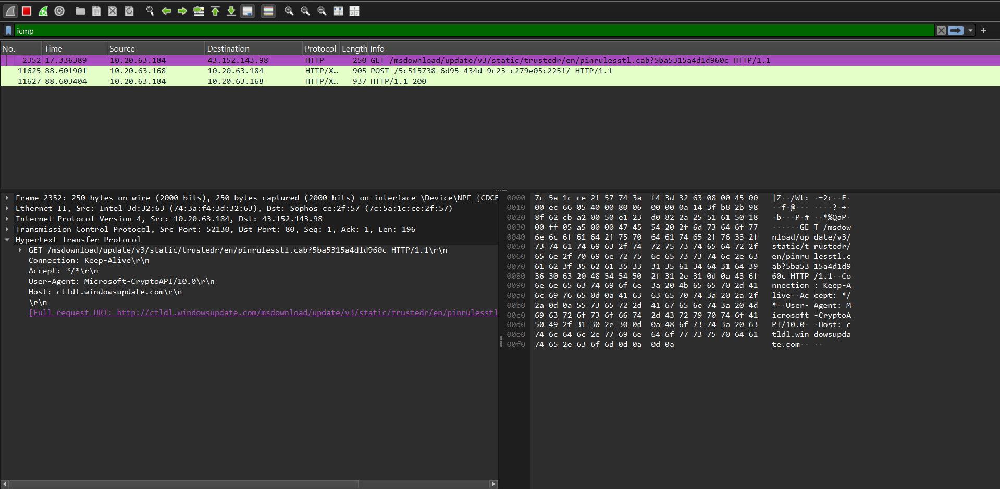 icmp
No. Time Source Destination Protocol Length Info
2352 17.336389 10.20.63.184 43.152.143.98 HTTP 250 GET /msdownload/update/v3/static/trustedr/en/pinrulesstl.cab?5ba5315a4d1d960c HTTP/1.1
11625 88.601901 10.20.63.168 10.20.63.184 HTTP/X… 905 POST /5c515738-6d95-434d-9c23-c279e05c225f/ HTTP/1.1
11627 88.603404 10.20.63.184 10.20.63.168 HTTP/X… 937 HTTP/1.1 200
Frame 2352: 250 bytes on wire (2000 bits), 250 bytes captured (2000 bits) on interface \Device\NPF_{CDCB
Ethernet II, Src: Intel_3d:32:63 (74:3a:f4:3d:32:63), Dst: Sophos_ce:2f:57 (7c:5a:1c:ce:2f:57)
Internet Protocol Version 4, Src: 10.20.63.184, Dst: 43.152.143.98
Transmission Control Protocol, Src Port: 52130, Dst Port: 80, Seq: 1, Ack: 1, Len: 196
Hypertext Transfer Protocol
GET /msdownload/update/v3/static/trustedr/en/pinrulesstl.cab?5ba5315a4d1d960c HTTP/1.1\r\n
Connection: Keep-Alive\r\n
Accept: */*\r\n
User-Agent: Microsoft-CryptoAPI/10.0\r\n
Host: ctldl.windowsupdate.com\r\n
\r\n
[Full request URI: http://ctldl.windowsupdate.com/msdownload/update/v3/static/trustedr/en/pinrulesstl
0000 7c 5a 1c ce 2f 57 74 3a f4 3d 32 63 08 00 45 00 |Z··/Wt: ·=2c··E·
0010 00 ec 66 05 40 00 80 06 00 00 0a 14 3f b8 2b 98 ··f·@··· ····?·+·
0020 8f 62 cb a2 00 50 e1 23 d0 82 2a 25 51 61 50 18 ·b···P·# ··*%QaP·
0030 00 ff 05 a5 00 00 47 45 54 20 2f 6d 73 64 6f 77 ······GE T /msdow
0040 6e 6c 6f 61 64 2f 75 70 64 61 74 65 2f 76 33 2f nload/up date/v3/
0050 73 74 61 74 69 63 2f 74 72 75 73 74 65 64 72 2f static/t rustedr/
0060 65 6e 2f 70 69 6e 72 75 6c 65 73 73 74 6c 2e 63 en/pinru lesstl.c
0070 61 62 3f 35 62 61 35 33 31 35 61 34 64 31 64 39 ab?5ba53 15a4d1d9
0080 36 30 63 20 48 54 54 50 2f 31 2e 31 0d 0a 43 6f 60c HTTP /1.1··Co
0090 6e 6e 65 63 74 69 6f 6e 3a 20 4b 65 65 70 2d 41 nnection : Keep-A
00a0 6c 69 76 65 0d 0a 41 63 63 65 70 74 3a 20 2a 2f live··Ac cept: */
00b0 2a 0d 0a 55 73 65 72 2d 41 67 65 6e 74 3a 20 4d *··User- Agent: M
00c0 69 63 72 6f 73 6f 66 74 2d 43 72 79 70 74 6f 41 icrosoft -CryptoA
00d0 50 49 2f 31 30 2e 30 0d 0a 48 6f 73 74 3a 20 63 PI/10.0· ·Host: c
00e0 74 6c 64 6c 2e 77 69 6e 64 6f 77 73 75 70 64 61 tldl.win dowsupda
00f0 74 65 2e 63 6f 6d 0d 0a 0d 0a te.com·· ··